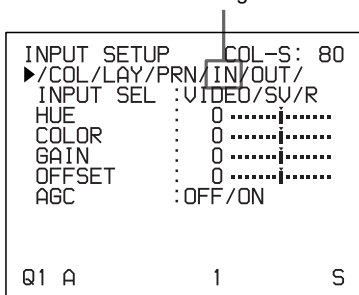 INPUT SETUP COL-S: 80
▶/COL/LAY/PRN/IN/OUT/
INPUT SEL :VIDEO/SV/R
HUE : 0
COLOR : 0
GAIN : 0
OFFSET : 0
AGC :OFF/ON
Q1 A 1 S